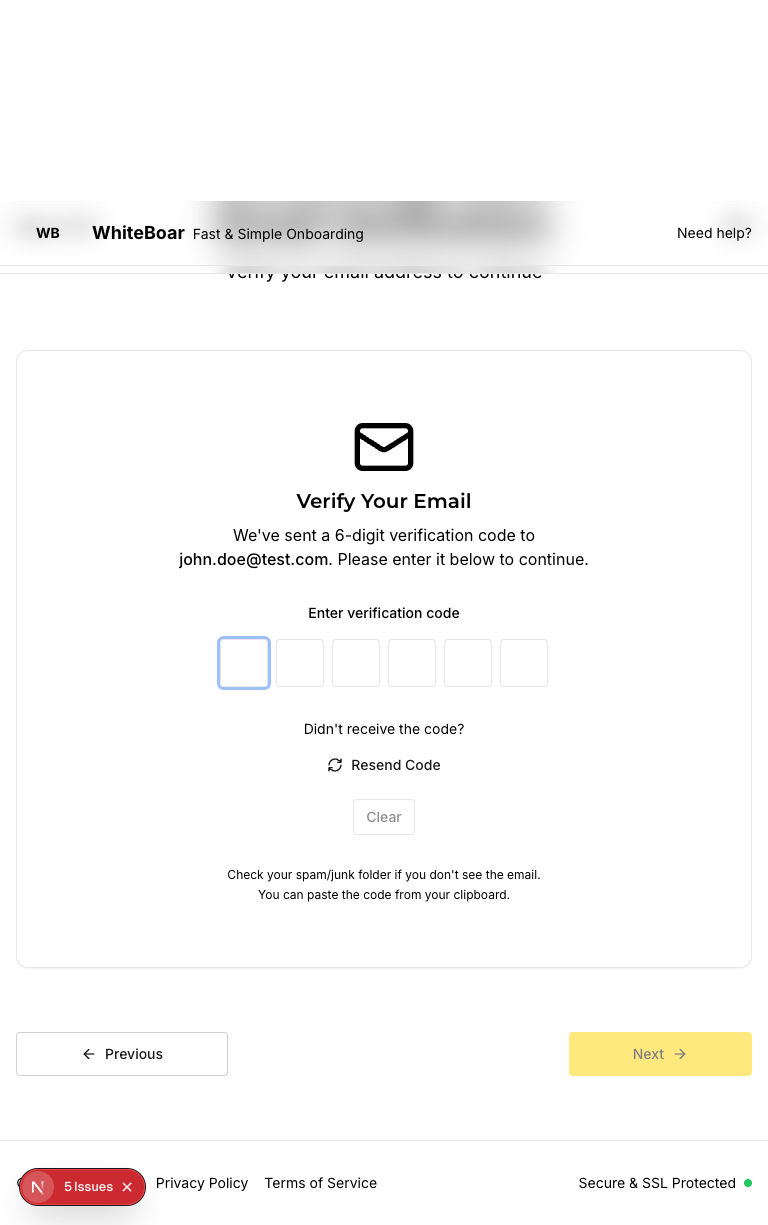 WB WhiteBoar Fast & Simple Onboarding Need help?
Verify your email address to continue
Verify Your Email
We've sent a 6-digit verification code to
john.doe@test.com. Please enter it below to continue.
Enter verification code
Didn't receive the code?
Resend Code
Clear
Check your spam/junk folder if you don't see the email.
You can paste the code from your clipboard.
Previous
Next
5 Issues
Privacy Policy Terms of Service Secure & SSL Protected